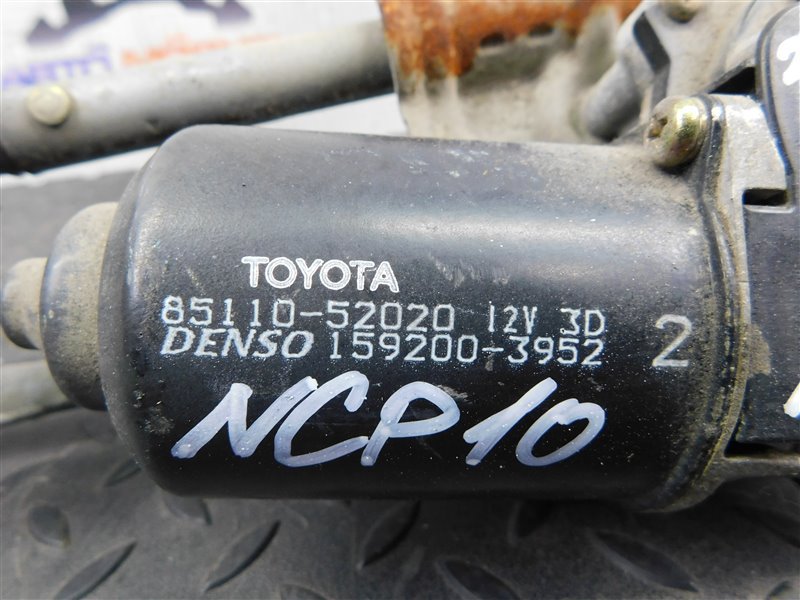 TOYOTA
85110-52020 12V 3D
DENSO 159200-3952 2
NCP10